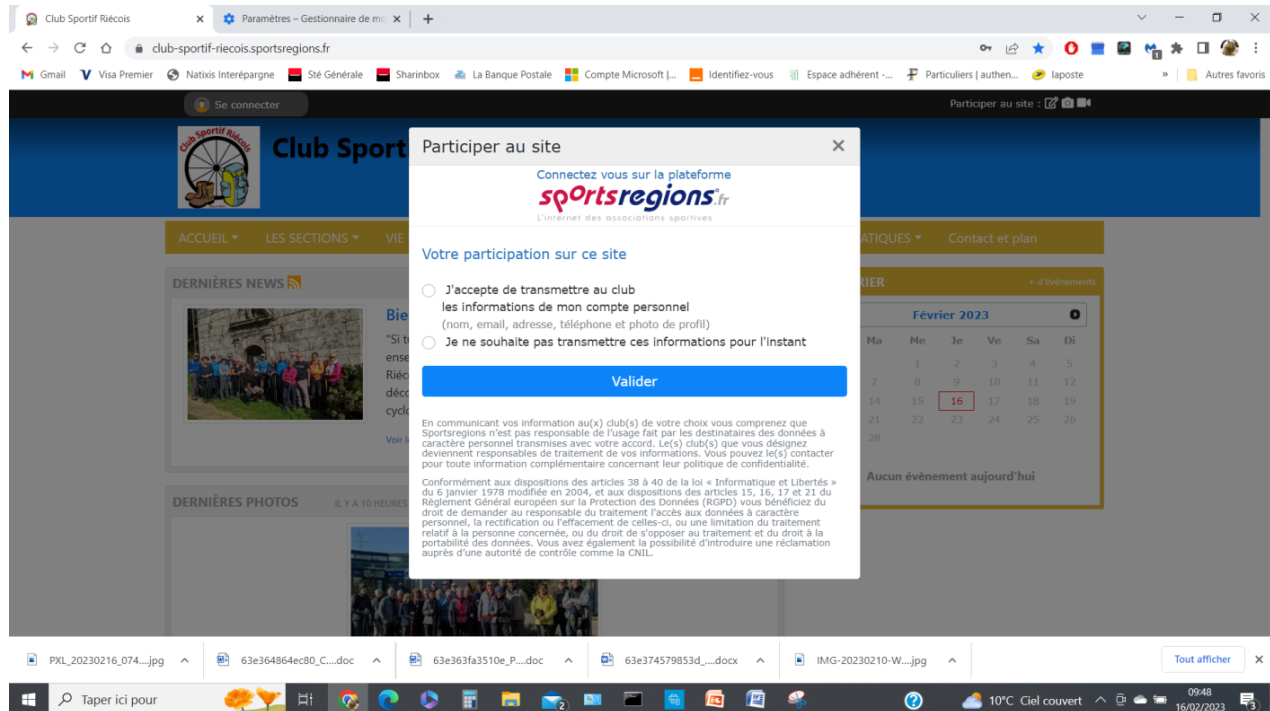 Club Sportif Riécois
Paramètres – Gestionnaire de mo
club-sportif-riecois.sportsregions.fr
Gmail
Visa Premier
Natixis Interépargne
Sté Générale
Sharinbox
La Banque Postale
Compte Microsoft |...
Identifiez-vous
Espace adhérent -...
Particuliers | authen...
laposte
»
Autres favoris
Se connecter
Participer au site :
Club Sportif Riécois
Club Sport
Participer au site
Connectez vous sur la plateforme
sportsregions.fr
L'internet des associations sportives
ACCUEIL
LES SECTIONS
VIE
ATIQUES
Contact et plan
Votre participation sur ce site
J'accepte de transmettre au club
les informations de mon compte personnel
(nom, email, adresse, téléphone et photo de profil)
Je ne souhaite pas transmettre ces informations pour l'instant
Valider
En communicant vos information au(x) club(s) de votre choix vous comprenez que
Sportsregions n'est pas responsable de l'usage fait par les destinataires des données à
caractère personnel transmises avec votre accord. Le(s) club(s) que vous désignez
deviennent responsables de traitement de vos informations. Vous pouvez le(s) contacter
pour toute information complémentaire concernant leur politique de confidentialité.
Conformément aux dispositions des articles 38 à 40 de la loi « Informatique et Libertés »
du 6 janvier 1978 modifiée en 2004, et aux dispositions des articles 15, 16, 17 et 21 du
Règlement Général européen sur la Protection des Données (RGPD) vous bénéficiez du
droit de demander au responsable du traitement l'accès aux données à caractère
personnel, la rectification ou l'effacement de celles-ci, ou une limitation du traitement
relatif à la personne concernée, ou du droit de s'opposer au traitement et du droit à la
portabilité des données. Vous avez également la possibilité d'introduire une réclamation
auprès d'une autorité de contrôle comme la CNIL.
DERNIÈRES NEWS
Bie
"Si t
ense
Riéc
déco
cyclo
Voir l
DERNIÈRES PHOTOS
IL Y A 10 HEURES
RIER
+ d'évènements
Février 2023
Ma Me Je Ve Sa Di
1 2 3 4 5
7 8 9 10 11 12
14 15 16 17 18 19
21 22 23 24 25 26
28
Aucun évènement aujourd'hui
PXL_20230216_074....jpg
63e364864ec80_C....doc
63e363fa3510e_P....doc
63e374579853d_....docx
IMG-20230210-W....jpg
Tout afficher
Taper ici pour
2
10°C Ciel couvert
09:48
16/02/2023
3